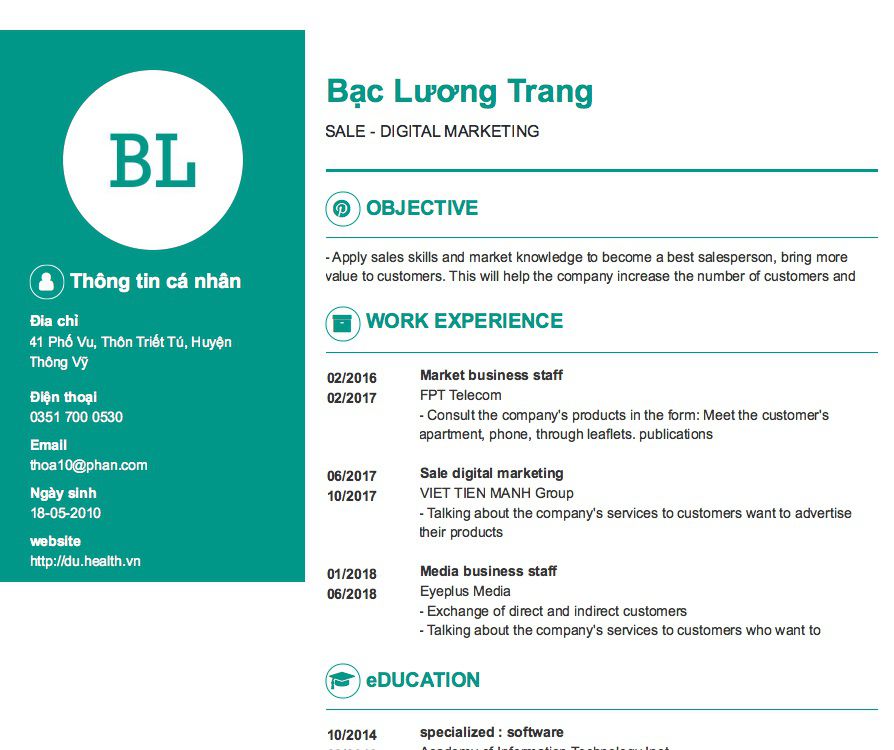 BL
Thông tin cá nhân
Địa chỉ
41 Phố Vu, Thôn Triết Tú, Huyện
Thông Vỹ
Điện thoại
0351 700 0530
Email
thoa10@phan.com
Ngày sinh
18-05-2010
website
http://du.health.vn
Bạc Lương Trang
SALE - DIGITAL MARKETING
OBJECTIVE
- Apply sales skills and market knowledge to become a best salesperson, bring more
value to customers. This will help the company increase the number of customers and
WORK EXPERIENCE
02/2016
02/2017
Market business staff
FPT Telecom
- Consult the company's products in the form: Meet the customer's
apartment, phone, through leaflets. publications
06/2017
10/2017
Sale digital marketing
VIET TIEN MANH Group
- Talking about the company's services to customers want to advertise
their products
01/2018
06/2018
Media business staff
Eyeplus Media
- Exchange of direct and indirect customers
- Talking about the company's services to customers who want to
eDUCATION
10/2014
specialized : software
Academy of Information Technology